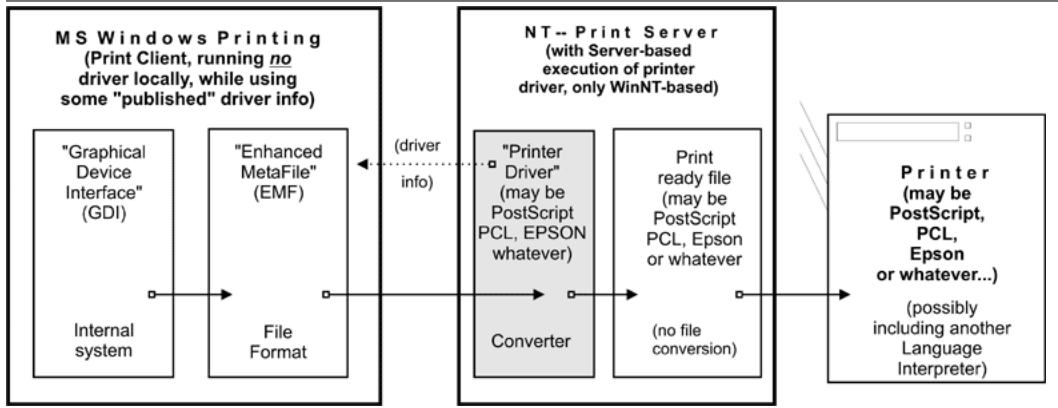 MS Windows Printing
(Print Client, running no
driver locally, while using
some "published" driver info)
"Graphical
Device
Interface"
(GDI)
Internal
system
"Enhanced
MetaFile"
(EMF)
File
Format
(driver
info)
NT-- Print Server
(with Server-based
execution of printer
driver, only WinNT-based)
"Printer
Driver"
(may be
PostScript
PCL, EPSON
whatever)
Converter
Print
ready file
(may be
PostScript
PCL, Epson
or whatever
(no file
conversion)
Printer
(may be
PostScript,
PCL,
Epson
or whatever...)
(possibly
including another
Language
Interpreter)